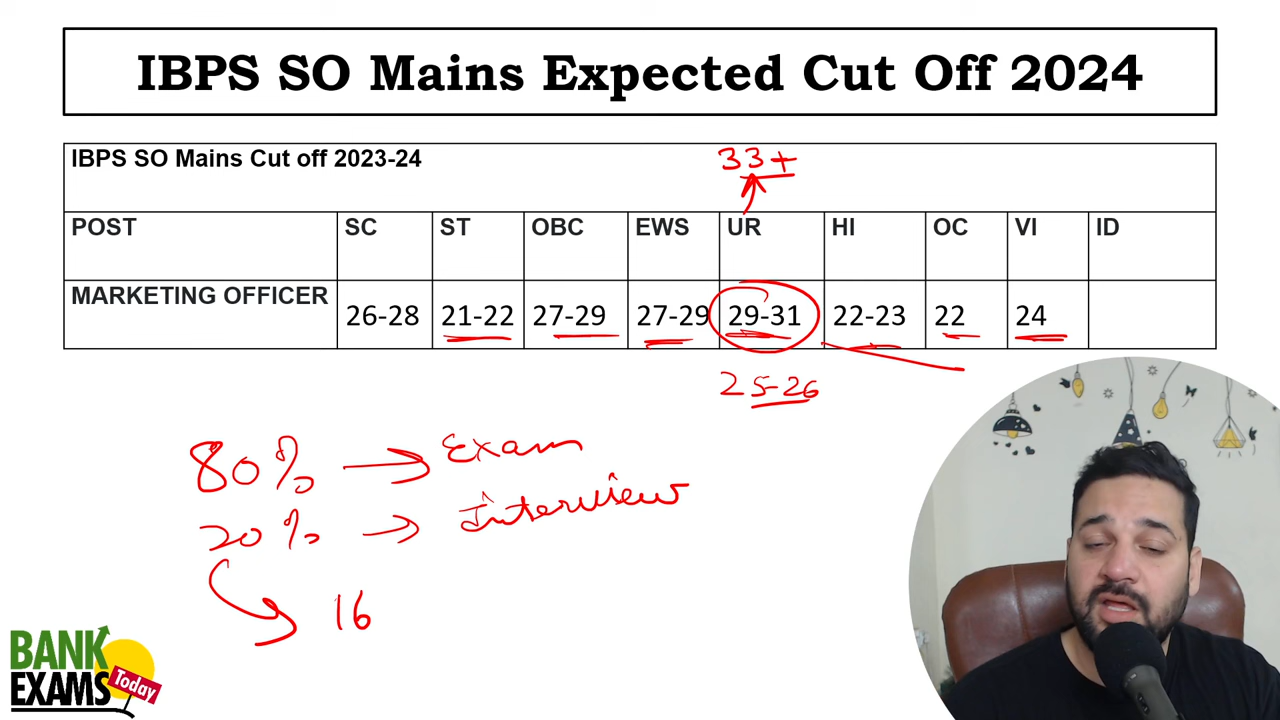 IBPS SO Mains Expected Cut Off 2024
IBPS SO Mains Cut off 2023-24
33+
POST SC ST OBC EWS UR HI OC VI ID
MARKETING OFFICER 26-28 21-22 27-29 27-29 29-31 22-23 22 24
25-26
80% → Exam
20% → Interview
16
BANK
EXAMS
Today